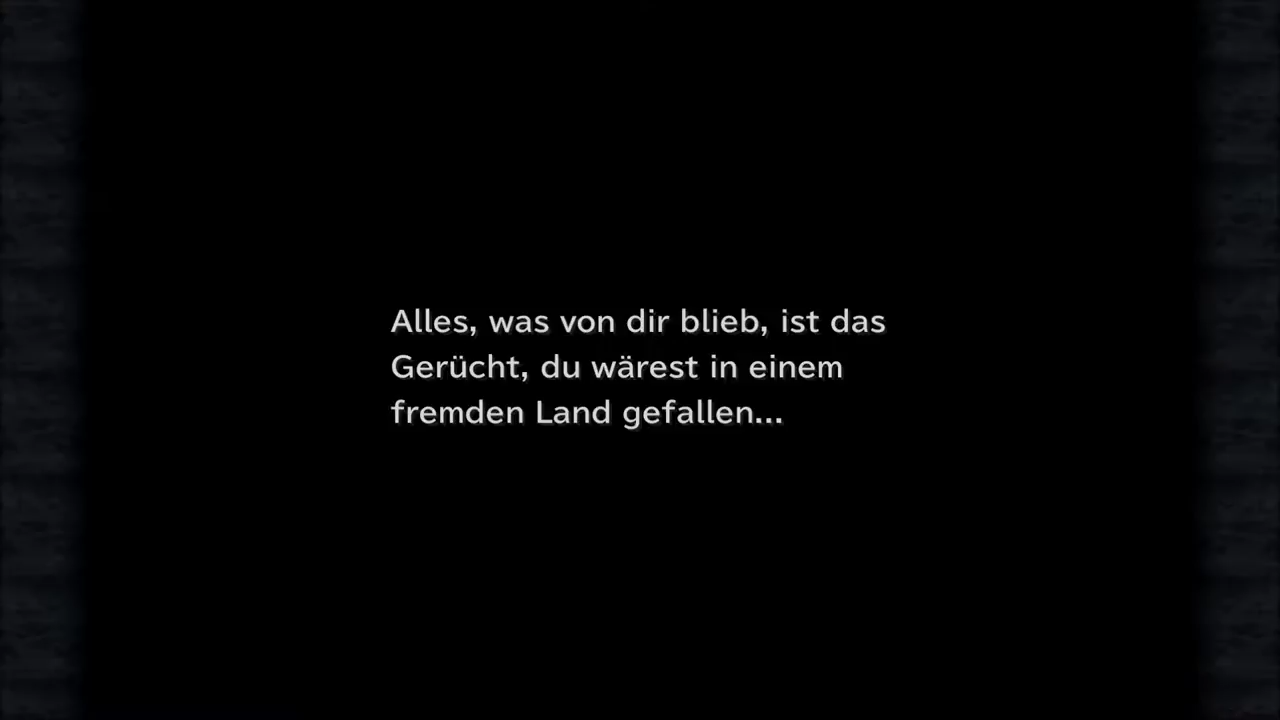 Alles, was von dir blieb, ist das
Gerücht, du wärest in einem
fremden Land gefallen...